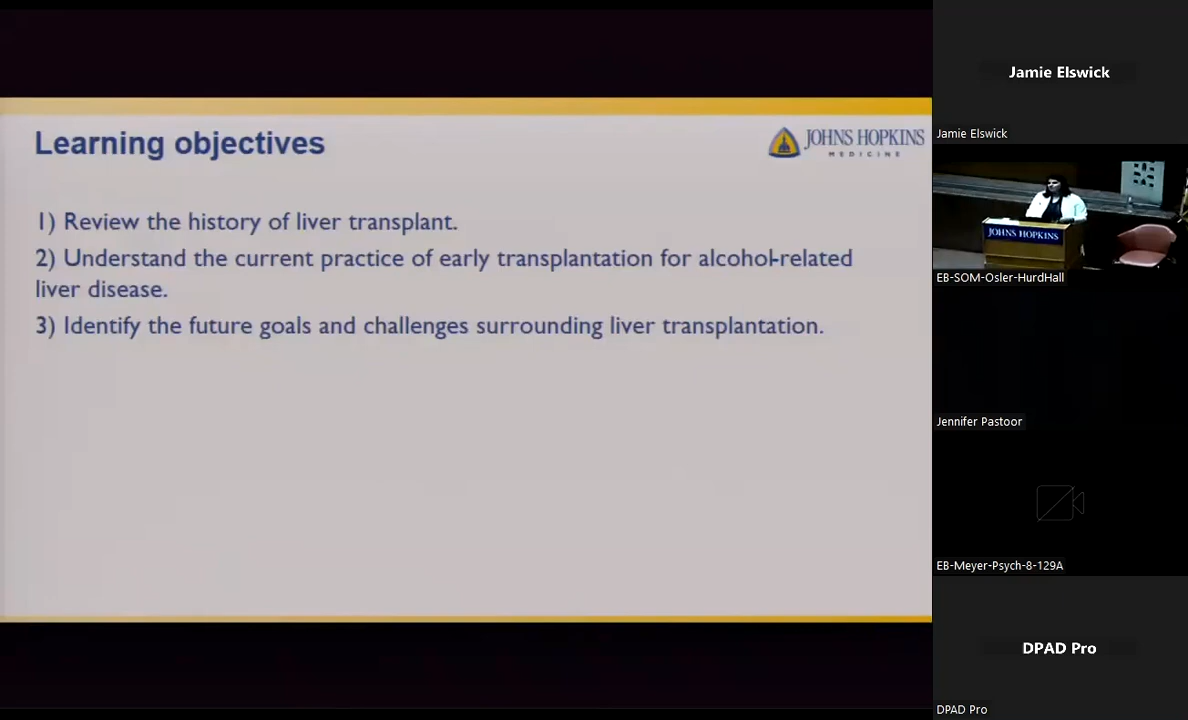 Learning objectives
JOHNS HOPKINS
MEDICINE
1) Review the history of liver transplant.
2) Understand the current practice of early transplantation for alcohol-related
liver disease.
3) Identify the future goals and challenges surrounding liver transplantation.
Jamie Elswick
Jamie Elswick
JOHNS HOPKINS
EB-SOM-Osler-HurdHall
Jennifer Pastoor
EB-Meyer-Psych-8-129A
DPAD Pro
DPAD Pro